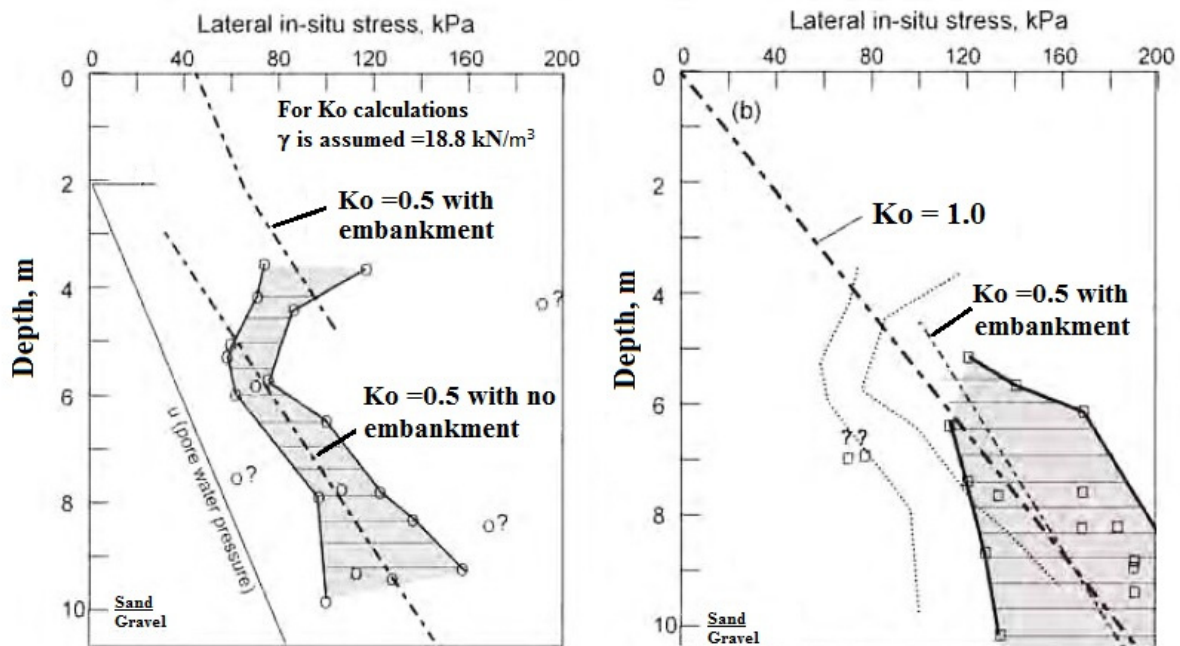 Lateral in-situ stress, kPa
0 40 80 120 160 200
0
2
4
6
8
10
Depth, m
For Ko calculations
γ is assumed =18.8 kN/m³
Ko =0.5 with
embankment
?
Ko =0.5 with no
embankment
?
?
u (pore water pressure)
Sand
Gravel
Lateral in-situ stress, kPa
0 40 80 120 160 200
0
2
4
6
8
10
Depth, m
(b)
Ko = 1.0
Ko =0.5 with
embankment
??
Sand
Gravel